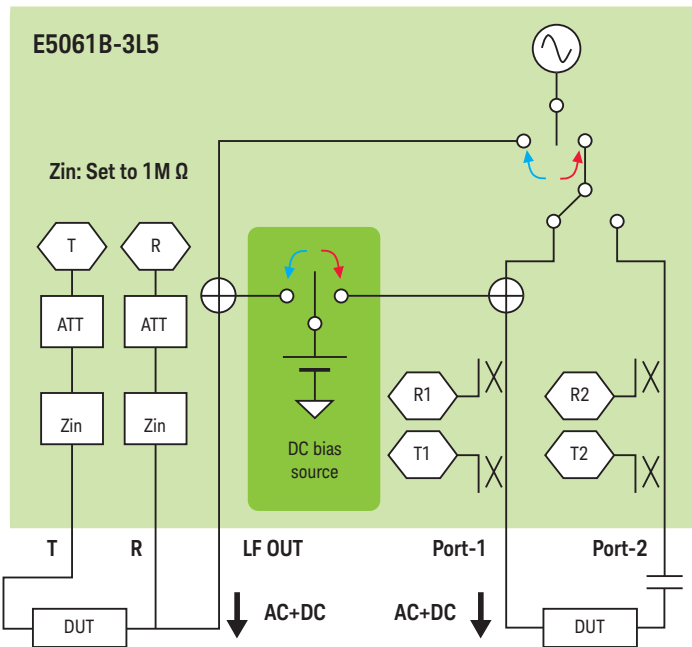 E5061B-3L5
Zin: Set to 1M Ω
T
R
ATT
ATT
Zin
Zin
DC bias
source
R1
T1
R2
T2
T
R
LF OUT
Port-1
Port-2
AC+DC
AC+DC
DUT
DUT